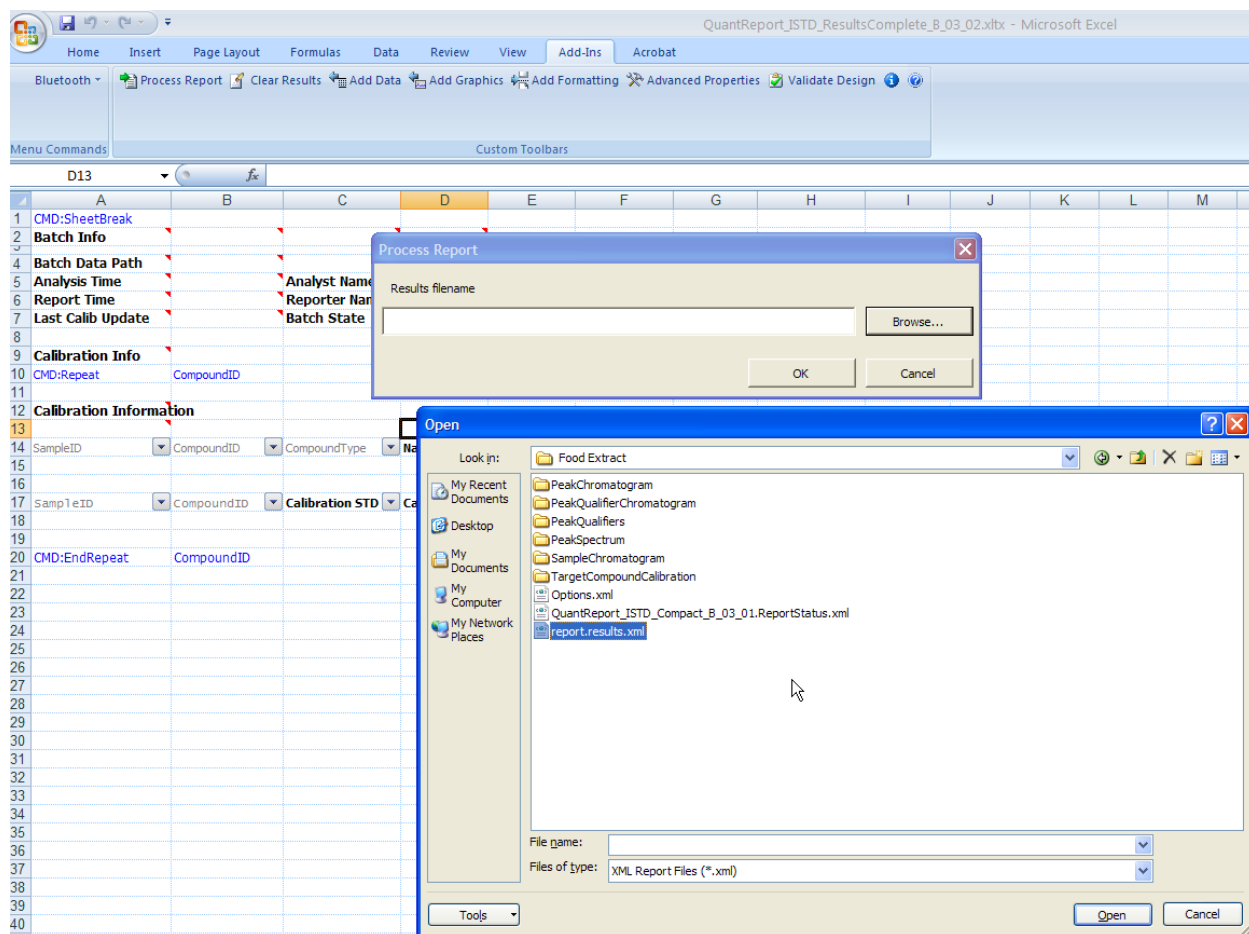 QuantReport_ISTD_ResultsComplete_B_03_02.xltx - Microsoft Excel
Home Insert Page Layout Formulas Data Review View Add-Ins Acrobat
Bluetooth Process Report Clear Results Add Data Add Graphics Add Formatting Advanced Properties Validate Design
Menu Commands Custom Toolbars
D13 fx
A B C D E F G H I J K L M
1 CMD:SheetBreak
2 Batch Info
3
4 Batch Data Path
5 Analysis Time Analyst Name
6 Report Time Reporter Nan
7 Last Calib Update Batch State
8
9 Calibration Info
10 CMD:Repeat CompoundID
11
12 Calibration Information
13
14 SampleID CompoundID CompoundType Na
15
16
17 SampleID CompoundID Calibration STD Ca
18
19
20 CMD:EndRepeat CompoundID
21
22
23
24
25
26
27
28
29
30
31
32
33
34
35
36
37
38
39
40
Process Report
Results filename
Browse...
OK Cancel
Open
Look in: Food Extract
My Recent Documents
Desktop
My Documents
My Computer
My Network Places
PeakChromatogram
PeakQualifierChromatogram
PeakQualifiers
PeakSpectrum
SampleChromatogram
TargetCompoundCalibration
Options.xml
QuantReport_ISTD_Compact_B_03_01.ReportStatus.xml
report.results.xml
File name:
Files of type: XML Report Files (*.xml)
Tools Open Cancel